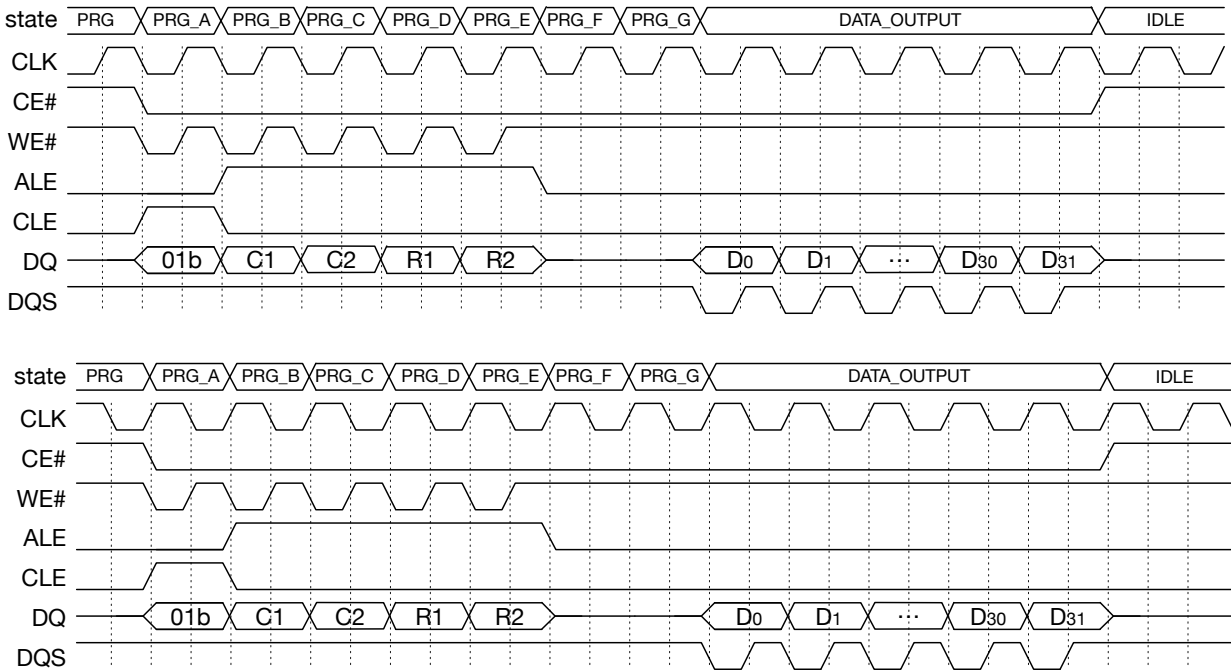 state PRG PRG_A PRG_B PRG_C PRG_D PRG_E PRG_F PRG_G DATA_OUTPUT IDLE
CLK
CE#
WE#
ALE
CLE
DQ 01b C1 C2 R1 R2 D0 D1 ... D30 D31
DQS
state PRG PRG_A PRG_B PRG_C PRG_D PRG_E PRG_F PRG_G DATA_OUTPUT IDLE
CLK
CE#
WE#
ALE
CLE
DQ 01b C1 C2 R1 R2 D0 D1 ... D30 D31
DQS